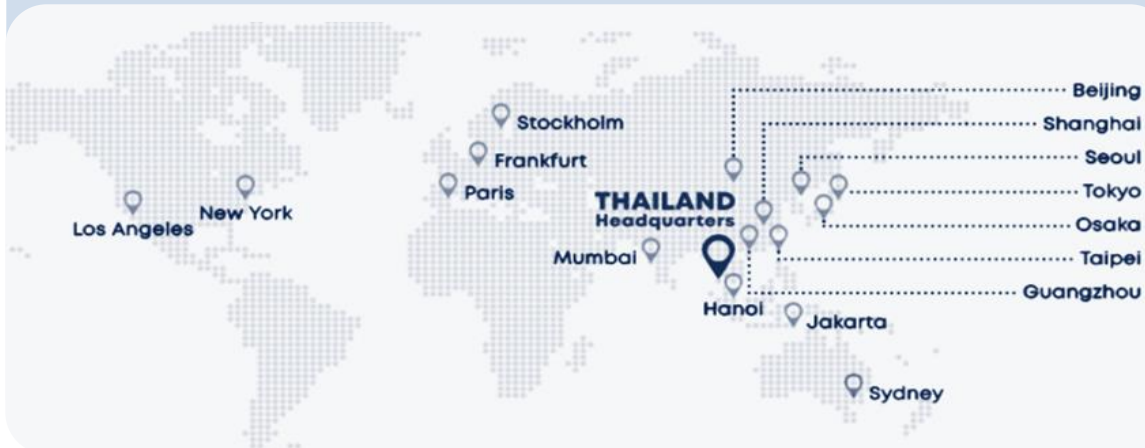 Beijing
Shanghai
Stockholm
Seoul
Frankfurt
Tokyo
Paris
THAILAND
Headquarters
New York
Los Angeles
Osaka
Mumbai
Taipei
Guangzhou
Hanoi
Jakarta
Sydney